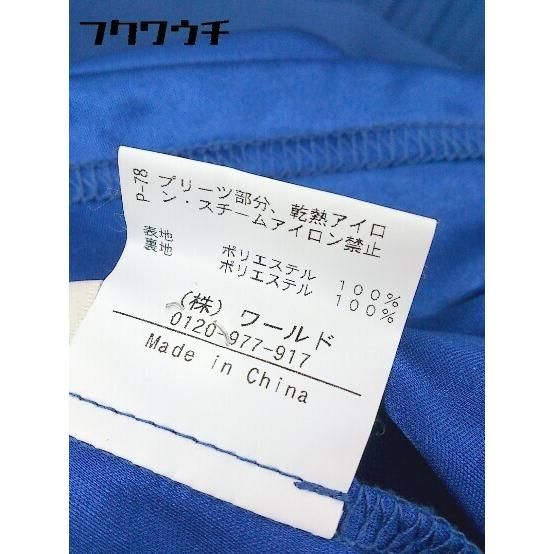 フクワウチ
P-78
プリーツ部分、乾熱アイロ
ン・スチームアイロン禁止
表地 ポリエステル 100%
裏地 ポリエステル 100%
(株) ワールド
0120-977-917
Made in China